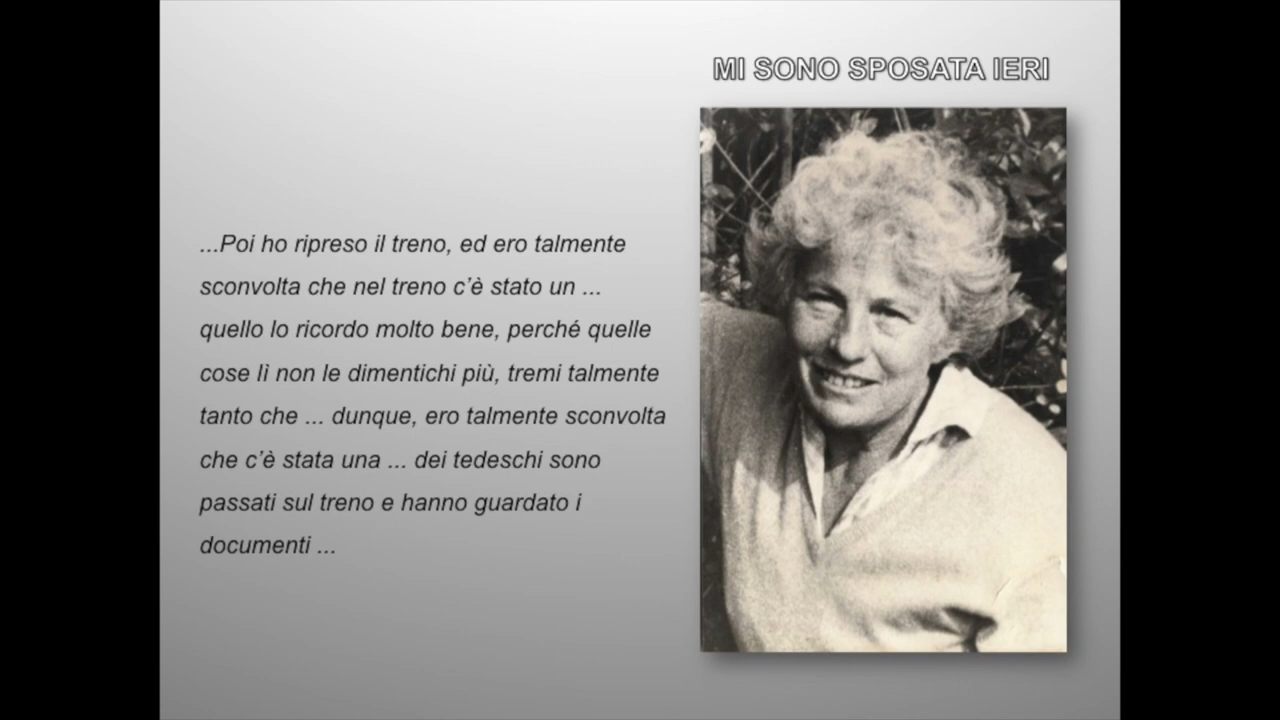 MI SONO SPOSATA IERI
...Poi ho ripreso il treno, ed ero talmente
sconvolta che nel treno c’è stato un ...
quello lo ricordo molto bene, perché quelle
cose lì non le dimentichi più, tremi talmente
tanto che ... dunque, ero talmente sconvolta
che c’è stata una ... dei tedeschi sono
passati sul treno e hanno guardato i
documenti ...